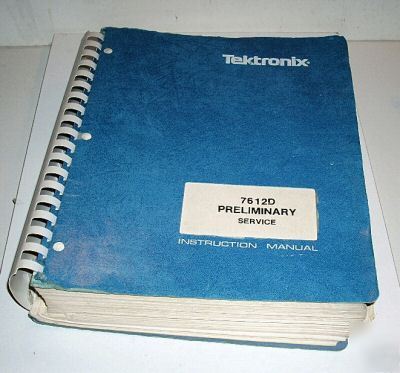 Tektronix
7612D
PRELIMINARY
SERVICE
INSTRUCTION MANUAL